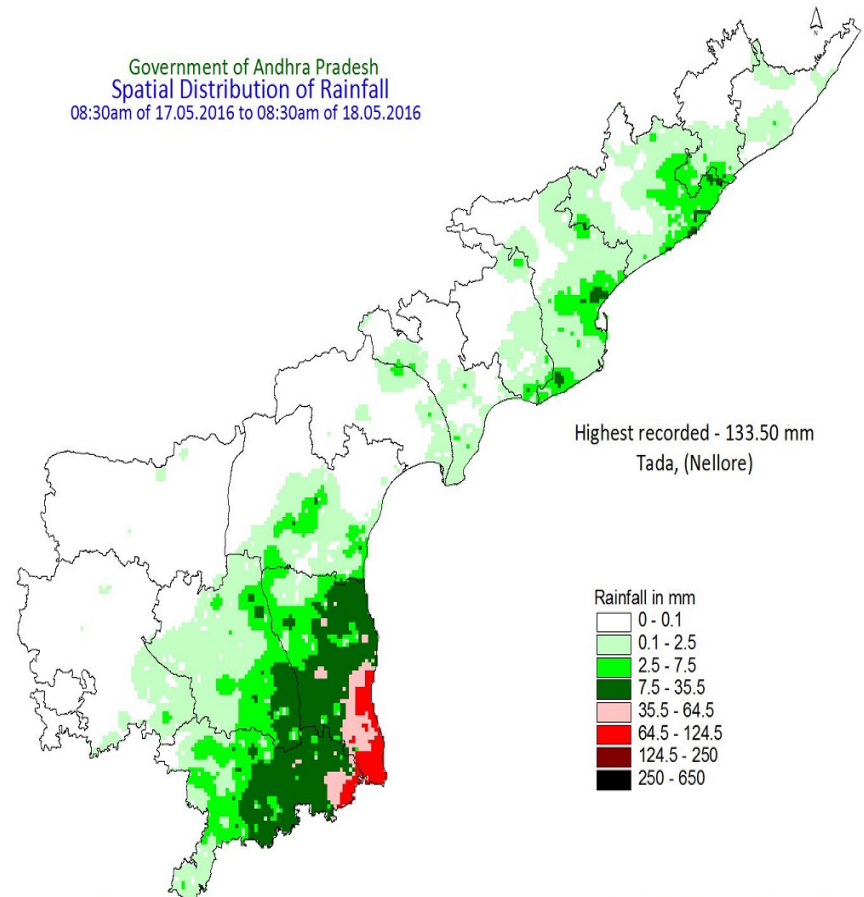 N
Government of Andhra Pradesh
Spatial Distribution of Rainfall
08:30am of 17.05.2016 to 08:30am of 18.05.2016
Highest recorded - 133.50 mm
Tada, (Nellore)
Rainfall in mm
0 - 0.1
0.1 - 2.5
2.5 - 7.5
7.5 - 35.5
35.5 - 64.5
64.5 - 124.5
124.5 - 250
250 - 650